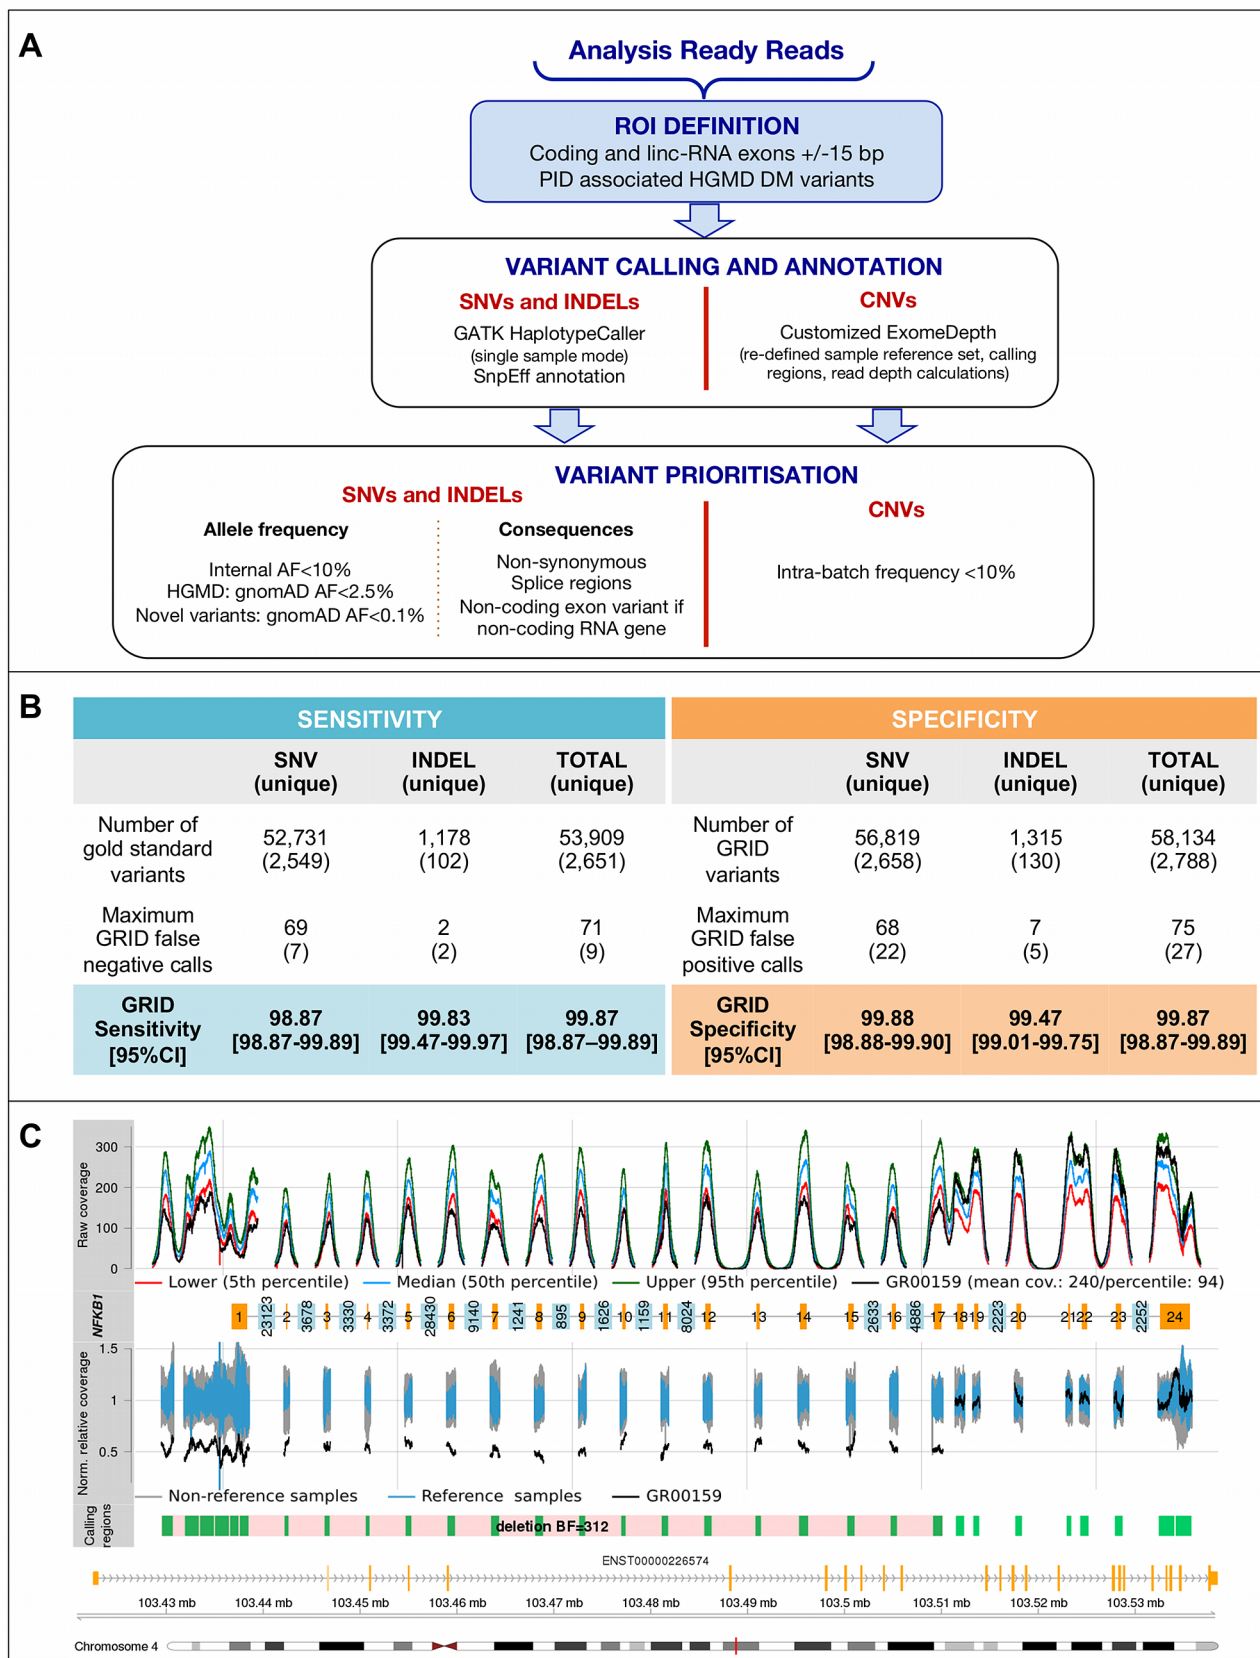 A
Analysis Ready Reads
ROI DEFINITION
Coding and linc-RNA exons +/-15 bp
PID associated HGMD DM variants
VARIANT CALLING AND ANNOTATION
SNVs and INDELs
GATK HaplotypeCaller
(single sample mode)
SnpEff annotation
CNVs
Customized ExomeDepth
(re-defined sample reference set, calling
regions, read depth calculations)
VARIANT PRIORITISATION
SNVs and INDELs
Allele frequency
Internal AF<10%
HGMD: gnomAD AF<2.5%
Novel variants: gnomAD AF<0.1%
Consequences
Non-synonymous
Splice regions
Non-coding exon variant if
non-coding RNA gene
CNVs
Intra-batch frequency <10%
B
SENSITIVITY
SNV (unique) INDEL (unique) TOTAL (unique)
Number of gold standard variants 52,731 (2,549) 1,178 (102) 53,909 (2,651)
Maximum GRID false negative calls 69 (7) 2 (2) 71 (9)
GRID Sensitivity [95%CI] 98.87 [98.87-99.89] 99.83 [99.47-99.97] 99.87 [98.87–99.89]
SPECIFICITY
SNV (unique) INDEL (unique) TOTAL (unique)
Number of GRID variants 56,819 (2,658) 1,315 (130) 58,134 (2,788)
Maximum GRID false positive calls 68 (22) 7 (5) 75 (27)
GRID Specificity [95%CI] 99.88 [98.88-99.90] 99.47 [99.01-99.75] 99.87 [98.87-99.89]
C
Raw coverage
300
200
100
0
Lower (5th percentile) Median (50th percentile) Upper (95th percentile) GR00159 (mean cov.: 240/percentile: 94)
NFKB1
1 23123 2 3678 3 3330 4 3372 5 28430 6 9140 7 1241 8 895 9 1626 10 1159 11 8024 12 13 14 15 2633 16 4886 17 18 19 2223 20 21 22 23 2252 24
Norm. relative coverage
1.5
1
0.5
Non-reference samples Reference samples GR00159
Calling regions
deletion BF=312
ENST00000226574
103.43 mb 103.44 mb 103.45 mb 103.46 mb 103.47 mb 103.48 mb 103.49 mb 103.5 mb 103.51 mb 103.52 mb 103.53 mb
Chromosome 4